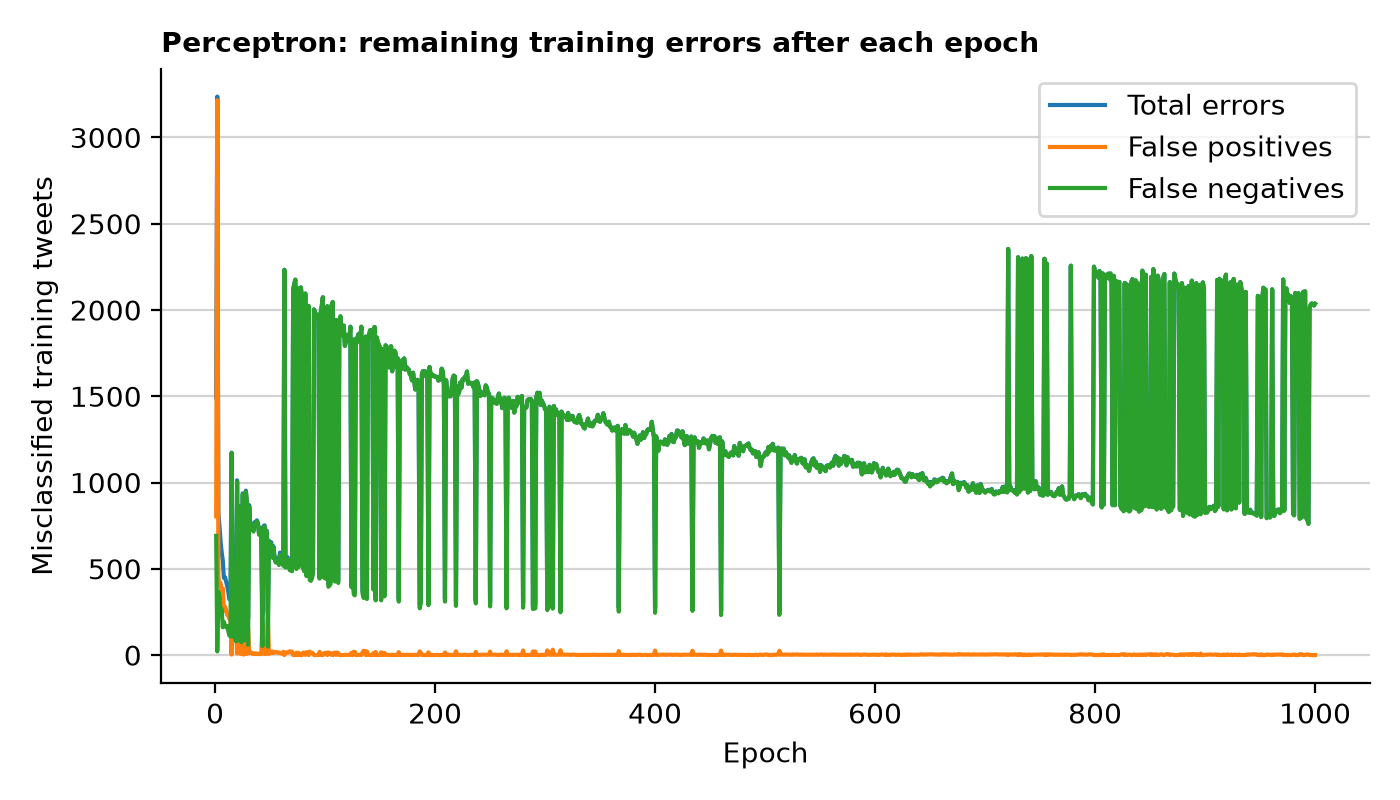 Perceptron: remaining training errors after each epoch
Total errors
False positives
False negatives
Misclassified training tweets
3000
2500
2000
1500
1000
500
0
0 200 400 600 800 1000
Epoch